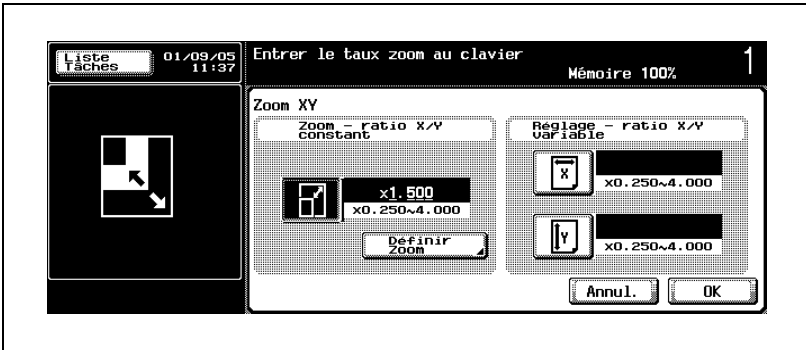 Liste
Tâches
01/09/05
11:37
Entrer le taux zoom au clavier
Mémoire 100%
1
Zoom XY
Zoom - ratio X/Y
constant
x1.500
x0.250~4.000
Définir
Zoom
Réglage - ratio X/Y
variable
X
x0.250~4.000
Y
x0.250~4.000
Annul.
OK